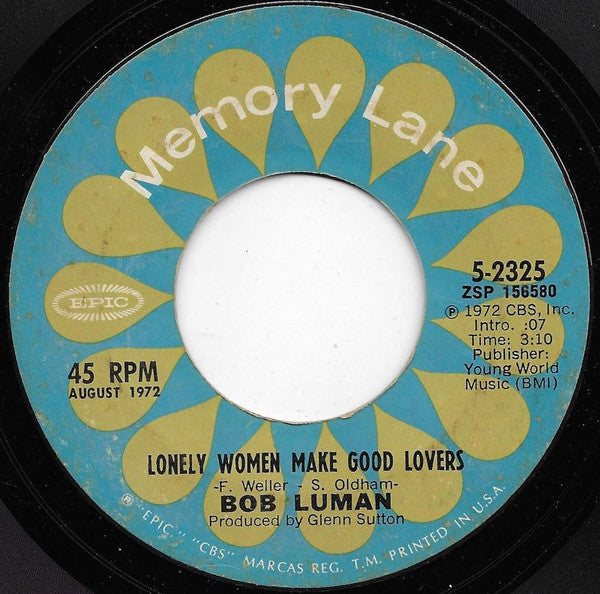 Memory Lane
EPIC
5-2325
ZSP 156580
℗ 1972 CBS, Inc.
Intro. :07
Time: 3:10
Publisher:
Young World
Music (BMI)
45 RPM
AUGUST 1972
LONELY WOMEN MAKE GOOD LOVERS
-F. Weller - S. Oldham-
BOB LUMAN
Produced by Glenn Sutton
® "EPIC," "CBS" MARCAS REG. T.M. PRINTED IN U.S.A.